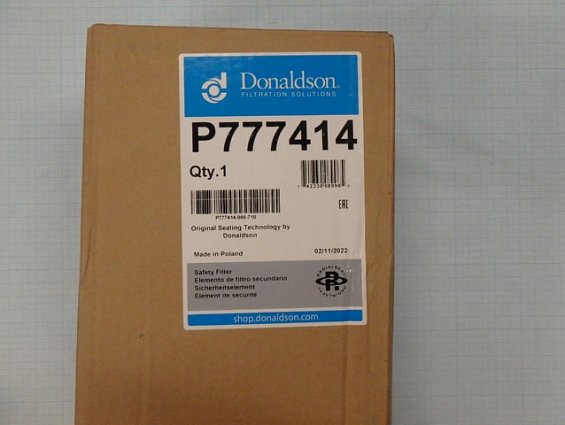 Donaldson
FILTRATION SOLUTIONS
P777414
Qty.1
P777414-000-710
EAC
Original Sealing Technology by
Donaldson
Made in Poland
02/11/2022
Safety Filter
Elemento de filtro secundario
Sicherheitselement
Element de sécurité
shop.donaldson.com